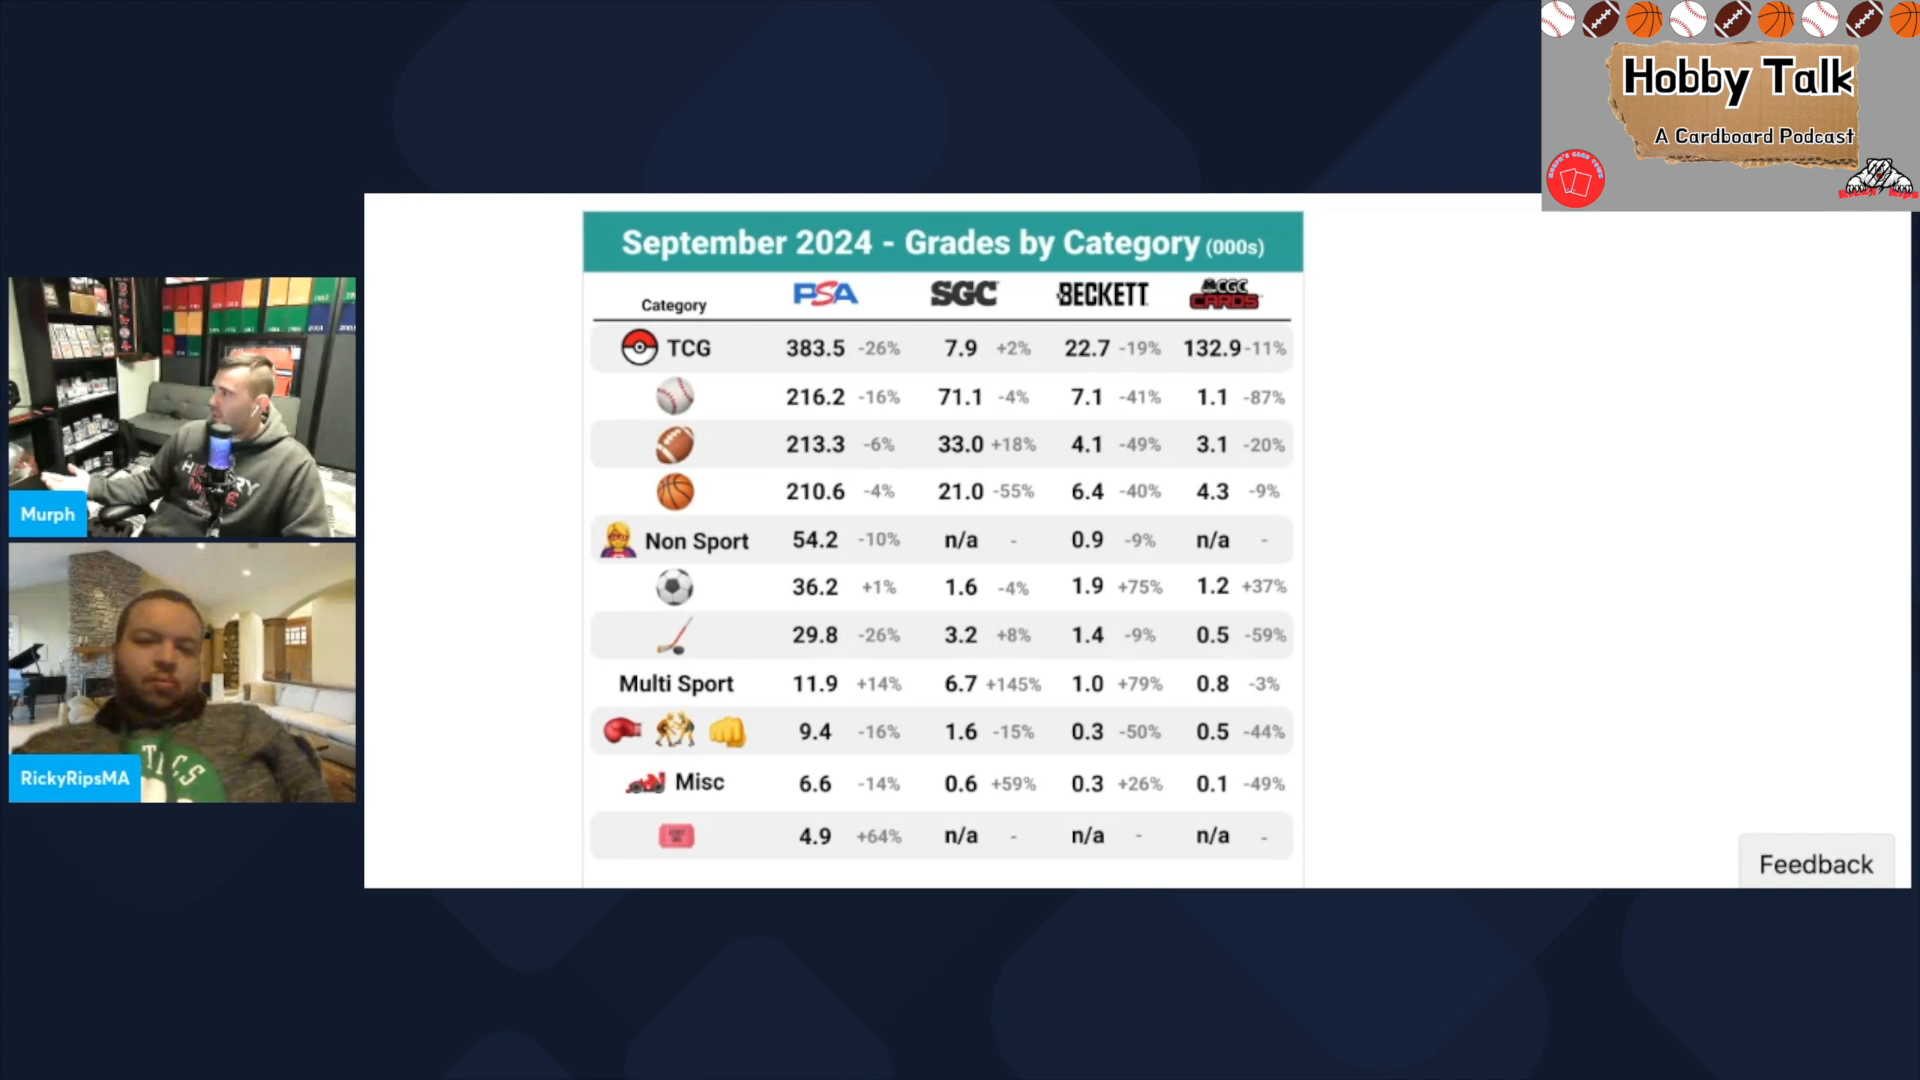 Hobby Talk
A Cardboard Podcast
September 2024 - Grades by Category (000s)
Category PSA SGC BECKETT CGC CARDS
TCG 383.5 -26% 7.9 +2% 22.7 -19% 132.9 -11%
216.2 -16% 71.1 -4% 7.1 -41% 1.1 -87%
213.3 -6% 33.0 +18% 4.1 -49% 3.1 -20%
210.6 -4% 21.0 -55% 6.4 -40% 4.3 -9%
Non Sport 54.2 -10% n/a - 0.9 -9% n/a -
36.2 +1% 1.6 -4% 1.9 +75% 1.2 +37%
29.8 -26% 3.2 +8% 1.4 -9% 0.5 -59%
Multi Sport 11.9 +14% 6.7 +145% 1.0 +79% 0.8 -3%
9.4 -16% 1.6 -15% 0.3 -50% 0.5 -44%
Misc 6.6 -14% 0.6 +59% 0.3 +26% 0.1 -49%
4.9 +64% n/a - n/a - n/a -
Murph
RickyRipsMA
Feedback